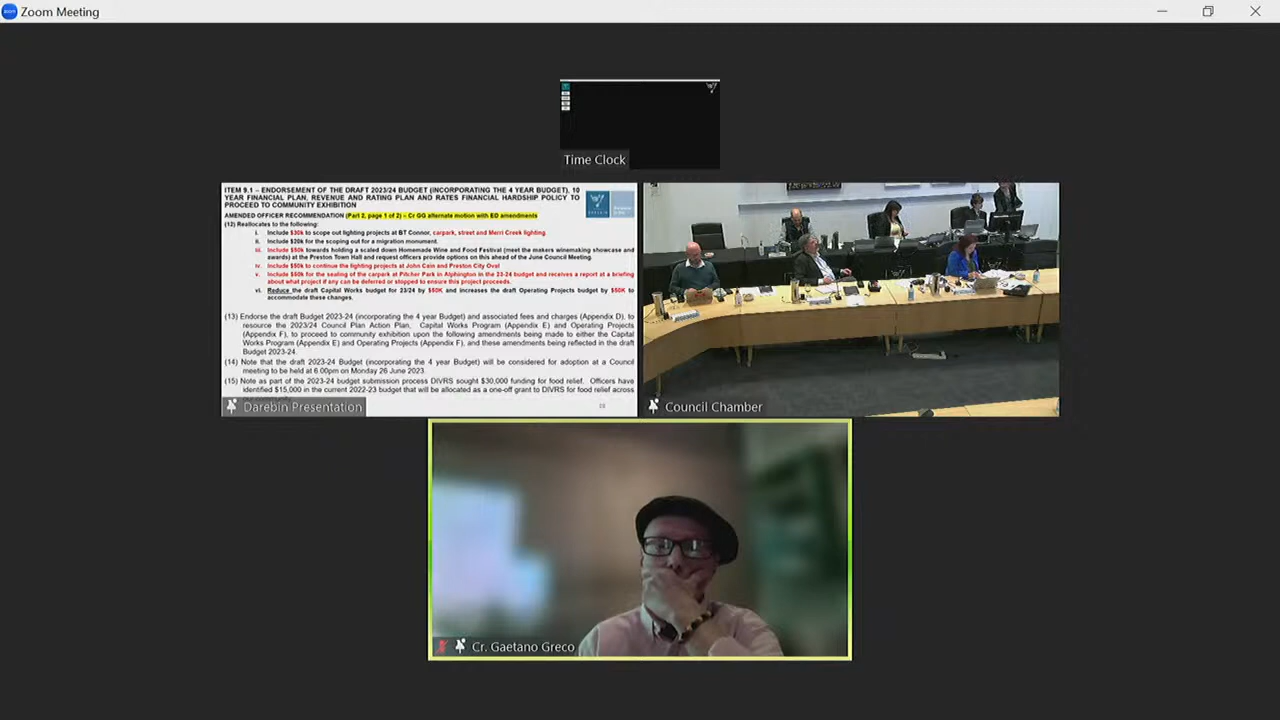 Zoom Meeting
Time Clock
ITEM 9.1 – ENDORSEMENT OF THE DRAFT 2023/24 BUDGET (INCORPORATING THE 4 YEAR BUDGET), 10
YEAR FINANCIAL PLAN, REVENUE AND RATING PLAN AND RATES FINANCIAL HARDSHIP POLICY TO
PROCEED TO COMMUNITY EXHIBITION
AMENDED OFFICER RECOMMENDATION (Part 2, page 1 of 2) – Cr GG alternate motion with ED amendments
(12) Reallocates to the following:
i. Include $30k to scope out lighting projects at BT Connor, carpark, street and Merri Creek lighting.
ii. Include $20k for the scoping out for a migration monument.
iii. Include $50k towards holding a scaled down Homemade Wine and Food Festival (meet the makers winemaking showcase and
awards) at the Preston Town Hall and request officers provide options on this ahead of the June Council Meeting.
iv. Include $50k to continue the lighting projects at John Cain and Preston City Oval
v. Include $50k for the sealing of the carpark at Pitcher Park in Alphington in the 23-24 budget and receives a report at a briefing
about what project if any can be deferred or stopped to ensure this project proceeds.
vi. Reduce the draft Capital Works budget for 23/24 by $50K and increases the draft Operating Projects budget by $50K to
accommodate these changes.
(13) Endorse the draft Budget 2023-24 (incorporating the 4 year Budget) and associated fees and charges (Appendix D), to
resource the 2023/24 Council Plan Action Plan, Capital Works Program (Appendix E) and Operating Projects
(Appendix F), to proceed to community exhibition upon the following amendments being made to either the Capital
Works Program (Appendix E) and Operating Projects (Appendix F), and these amendments being reflected in the draft
Budget 2023-24.
(14) Note that the draft 2023-24 Budget (incorporating the 4 year Budget) will be considered for adoption at a Council
meeting to be held at 6.00pm on Monday 26 June 2023.
(15) Note as part of the 2023-24 budget submission process DIVRS sought $30,000 funding for food relief. Officers have
identified $15,000 in the current 2022-23 budget that will be allocated as a one-off grant to DIVRS for food relief across
Darebin Presentation
Council Chamber
Cr. Gaetano Greco